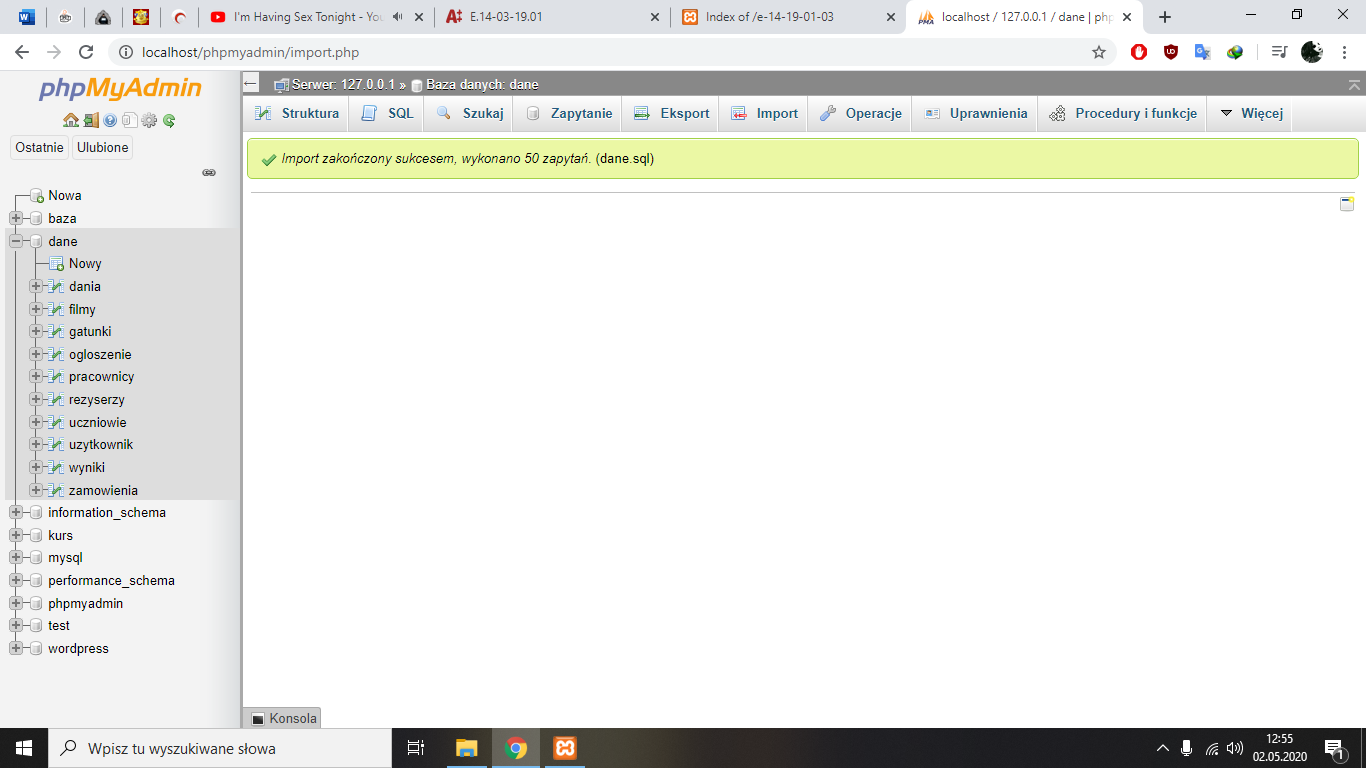 I'm Having Sex Tonight - You
E.14-03-19.01
Index of /e-14-19-01-03
localhost / 127.0.0.1 / dane | php
localhost/phpmyadmin/import.php
phpMyAdmin
Ostatnie Ulubione
Nowa
baza
dane
Nowy
dania
filmy
gatunki
ogloszenie
pracownicy
rezyserzy
uczniowie
uzytkownik
wyniki
zamowienia
information_schema
kurs
mysql
performance_schema
phpmyadmin
test
wordpress
Serwer: 127.0.0.1 » Baza danych: dane
Struktura SQL Szukaj Zapytanie Eksport Import Operacje Uprawnienia Procedury i funkcje Więcej
Import zakończony sukcesem, wykonano 50 zapytań. (dane.sql)
Konsola
Wpisz tu wyszukiwane słowa
12:55
02.05.2020
1